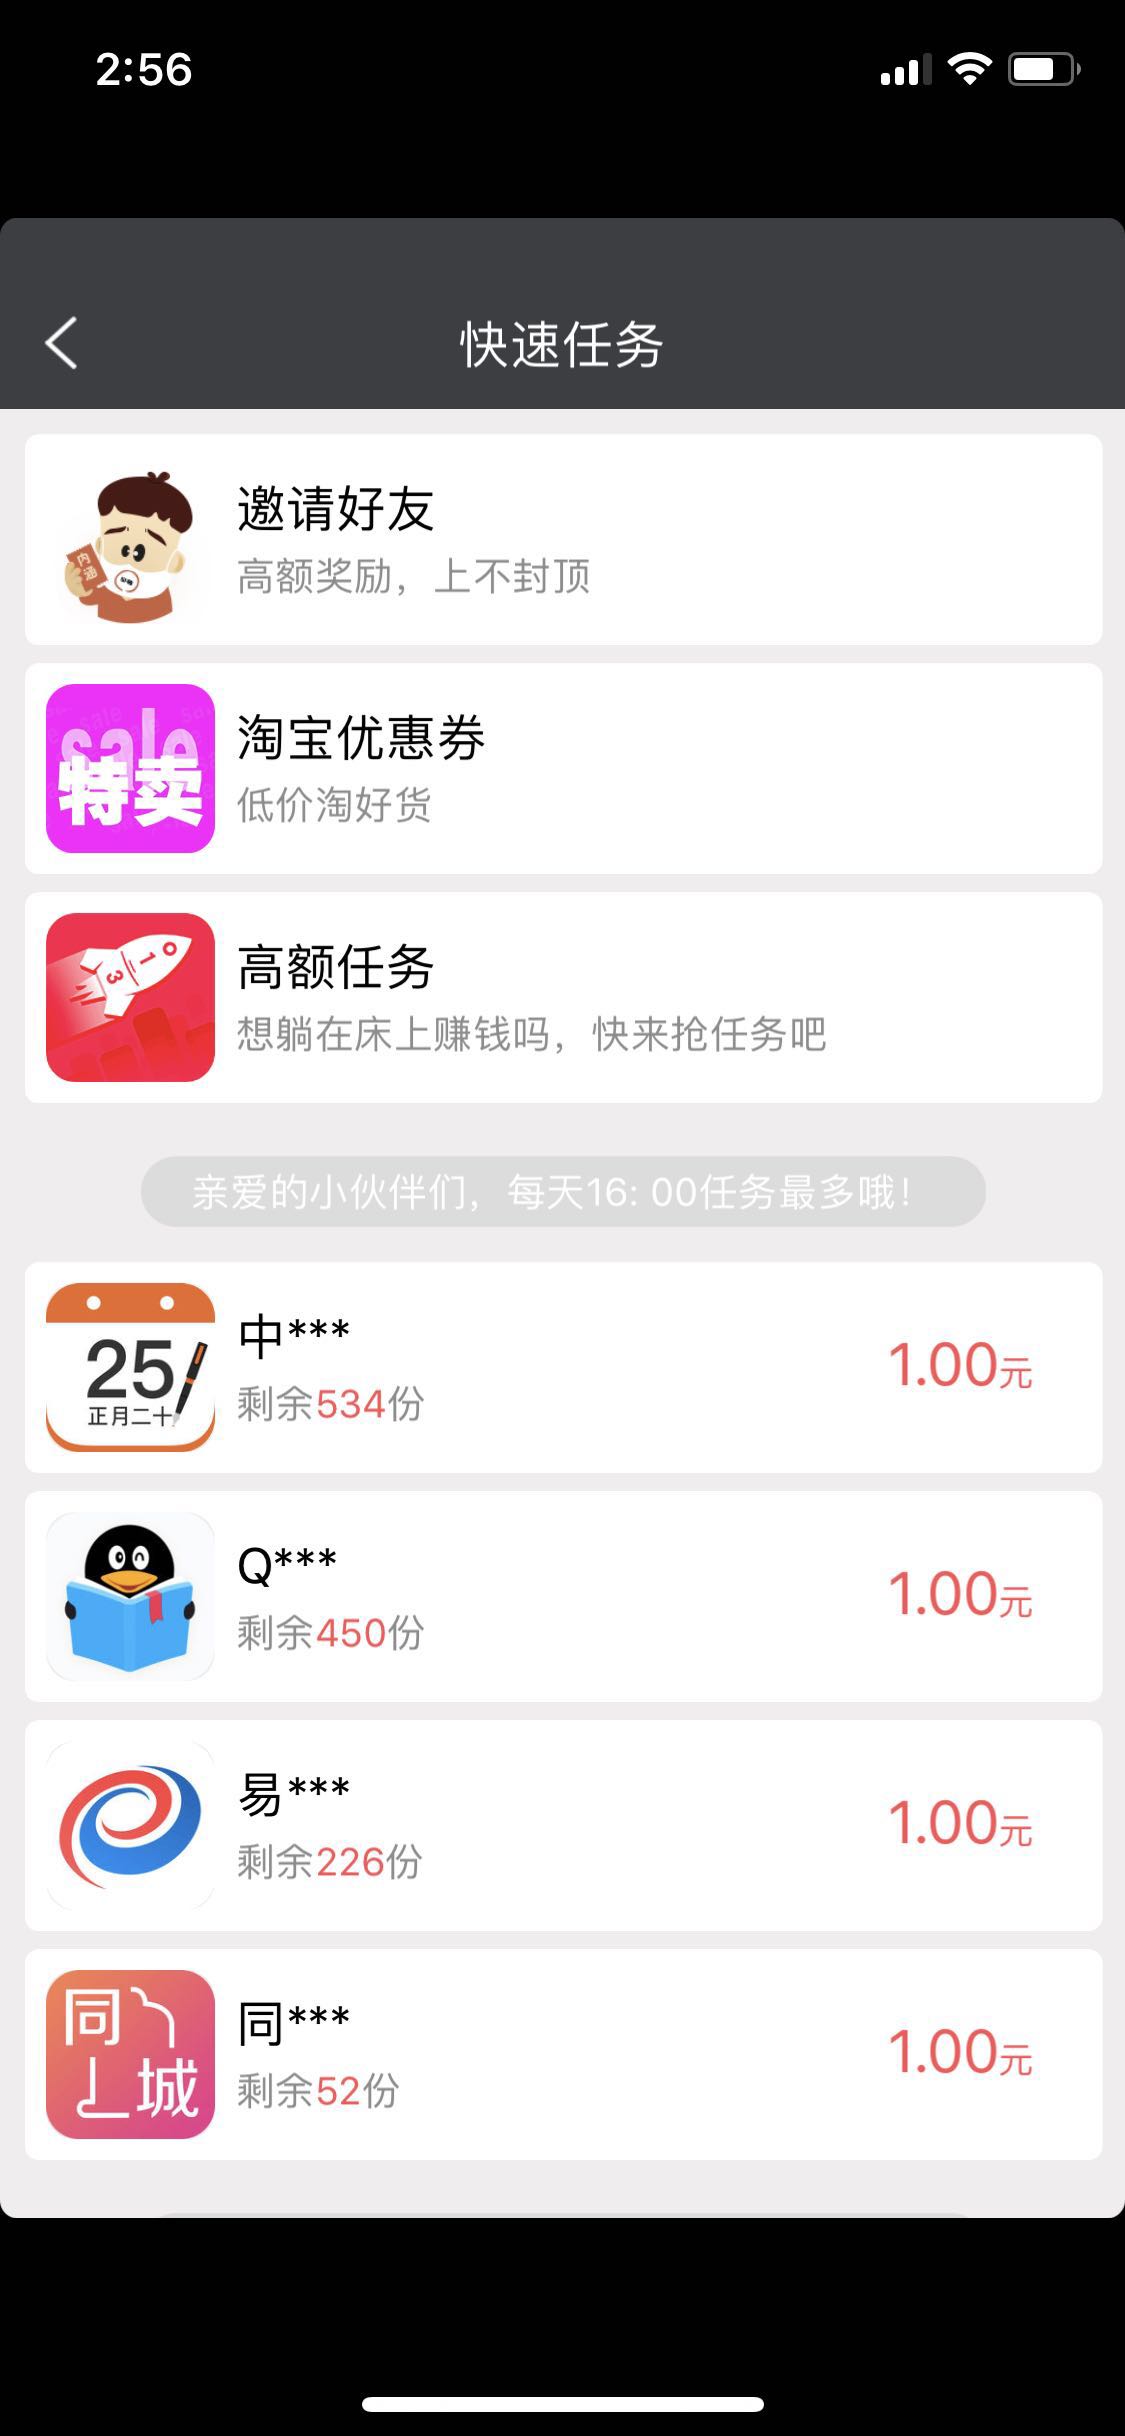 2:56
快速任务
内涵
邀请好友
高额奖励，上不封顶
sale
特卖
淘宝优惠券
低价淘好货
1
3
高额任务
想躺在床上赚钱吗，快来抢任务吧
亲爱的小伙伴们，每天16：00任务最多哦！
25
正月二十
中***
剩余534份
1.00元
Q***
剩余450份
1.00元
易***
剩余226份
1.00元
同
城
同***
剩余52份
1.00元